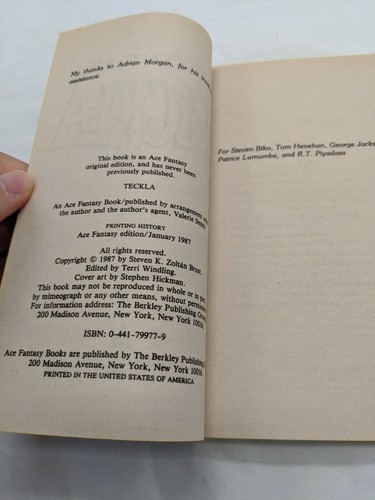 My thanks to Adrian Morgan, for his
assistance.
This book is an Ace Fantasy
original edition, and has never been
previously published.
TECKLA
An Ace Fantasy Book/published by arrangement
the author and the author's agent, Valerie
PRINTING HISTORY
Ace Fantasy edition/January 1987
All rights reserved.
Copyright © 1987 by Steven K. Zoltán Brust.
Edited by Terri Windling.
Cover art by Stephen Hickman.
This book may not be reproduced in whole or in
by mimeograph or any other means, without
For information address: The Berkley Publishing
200 Madison Avenue, New York, New York 10016.
ISBN: 0-441-79977-9
Ace Fantasy Books are published by The Berkley Publishing
200 Madison Avenue, New York, New York 10016.
PRINTED IN THE UNITED STATES OF AMERICA
For Steven Biko, Tom Henehan, George Jacks
Patrice Lumumba, and R.T. Piyadasa